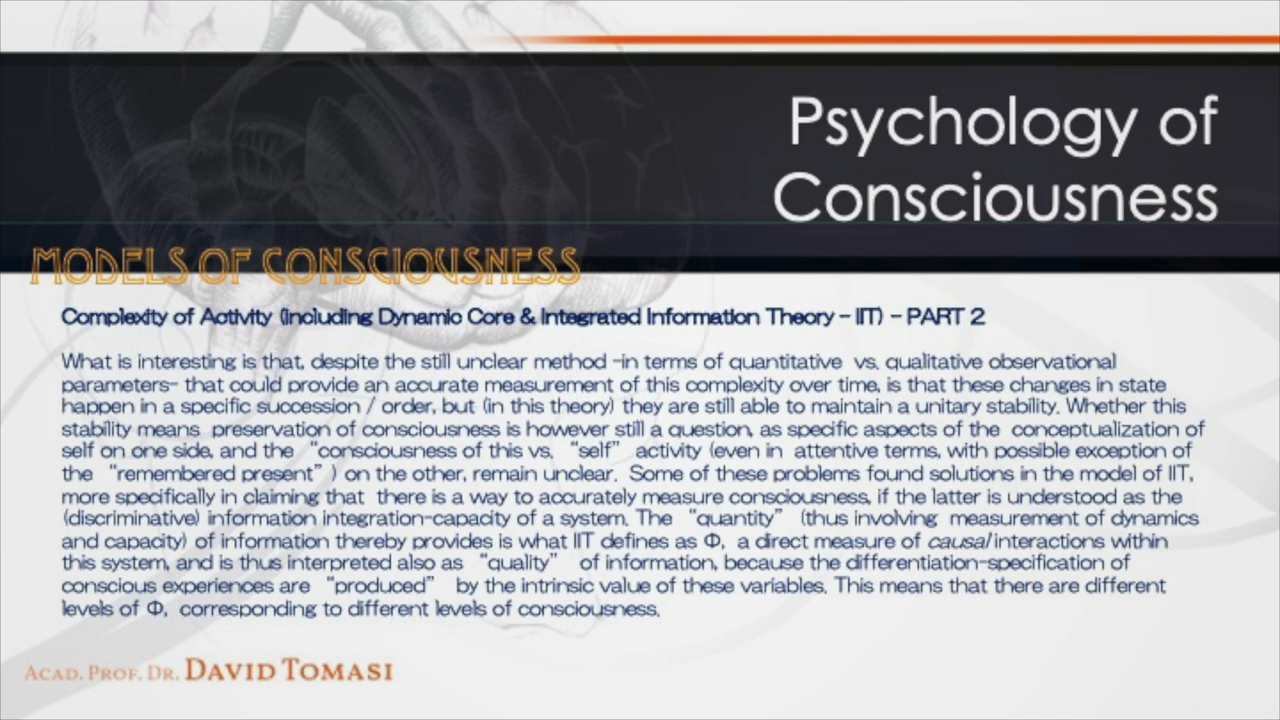 Psychology of
Consciousness
MODELS OF CONSCIOUSNESS
Complexity of Activity (including Dynamic Core & Integrated Information Theory – IIT) – PART 2
What is interesting is that, despite the still unclear method –in terms of quantitative vs. qualitative observational
parameters– that could provide an accurate measurement of this complexity over time, is that these changes in state
happen in a specific succession / order, but (in this theory) they are still able to maintain a unitary stability. Whether this
stability means preservation of consciousness is however still a question, as specific aspects of the conceptualization of
self on one side, and the “consciousness of this vs. “self” activity (even in attentive terms, with possible exception of
the “remembered present”) on the other, remain unclear. Some of these problems found solutions in the model of IIT,
more specifically in claiming that there is a way to accurately measure consciousness, if the latter is understood as the
(discriminative) information integration-capacity of a system. The “quantity” (thus involving measurement of dynamics
and capacity) of information thereby provides is what IIT defines as Φ, a direct measure of causal interactions within
this system, and is thus interpreted also as “quality” of information, because the differentiation-specification of
conscious experiences are “produced” by the intrinsic value of these variables. This means that there are different
levels of Φ, corresponding to different levels of consciousness.
ACAD. PROF. DR. DAVID TOMASI